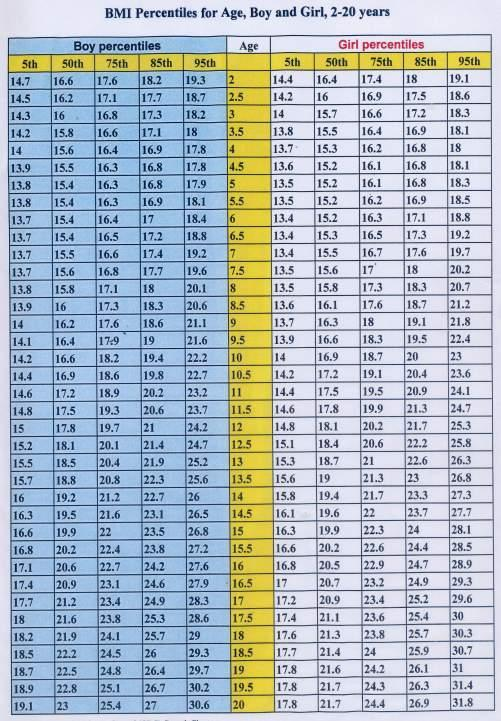 BMI Percentiles for Age, Boy and Girl, 2-20 years
Boy percentiles Age Girl percentiles
5th 50th 75th 85th 95th 5th 50th 75th 85th 95th
14.7 16.6 17.6 18.2 19.3 2 14.4 16.4 17.4 18 19.1
14.5 16.2 17.1 17.7 18.7 2.5 14.2 16 16.9 17.5 18.6
14.3 16 16.8 17.3 18.2 3 14 15.7 16.6 17.2 18.3
14.2 15.8 16.6 17.1 18 3.5 13.8 15.5 16.4 16.9 18.1
14 15.6 16.4 16.9 17.8 4 13.7 15.3 16.2 16.8 18
13.9 15.5 16.3 16.8 17.8 4.5 13.6 15.2 16.1 16.8 18.1
13.8 15.4 16.3 16.8 17.9 5 13.5 15.2 16.1 16.8 18.3
13.8 15.4 16.3 16.9 18.1 5.5 13.5 15.2 16.2 16.9 18.5
13.7 15.4 16.4 17 18.4 6 13.4 15.2 16.3 17.1 18.8
13.7 15.4 16.5 17.2 18.8 6.5 13.4 15.3 16.5 17.3 19.2
13.7 15.5 16.6 17.4 19.2 7 13.4 15.5 16.7 17.6 19.7
13.7 15.6 16.8 17.7 19.6 7.5 13.5 15.6 17 18 20.2
13.8 15.8 17.1 18 20.1 8 13.5 15.8 17.3 18.3 20.7
13.9 16 17.3 18.3 20.6 8.5 13.6 16.1 17.6 18.7 21.2
14 16.2 17.6 18.6 21.1 9 13.7 16.3 18 19.1 21.8
14.1 16.4 17.9 19 21.6 9.5 13.9 16.6 18.3 19.5 22.4
14.2 16.6 18.2 19.4 22.2 10 14 16.9 18.7 20 23
14.4 16.9 18.6 19.8 22.7 10.5 14.2 17.2 19.1 20.4 23.6
14.6 17.2 18.9 20.2 23.2 11 14.4 17.5 19.5 20.9 24.1
14.8 17.5 19.3 20.6 23.7 11.5 14.6 17.8 19.9 21.3 24.7
15 17.8 19.7 21 24.2 12 14.8 18.1 20.2 21.7 25.3
15.2 18.1 20.1 21.4 24.7 12.5 15.1 18.4 20.6 22.2 25.8
15.5 18.5 20.4 21.9 25.2 13 15.3 18.7 21 22.6 26.3
15.7 18.8 20.8 22.3 25.6 13.5 15.6 19 21.3 23 26.8
16 19.2 21.2 22.7 26 14 15.8 19.4 21.7 23.3 27.3
16.3 19.5 21.6 23.1 26.5 14.5 16.1 19.6 22 23.7 27.7
16.6 19.9 22 23.5 26.8 15 16.3 19.9 22.3 24 28.1
16.8 20.2 22.4 23.8 27.2 15.5 16.6 20.2 22.6 24.4 28.5
17.1 20.6 22.7 24.2 27.6 16 16.8 20.5 22.9 24.7 28.9
17.4 20.9 23.1 24.6 27.9 16.5 17 20.7 23.2 24.9 29.3
17.7 21.2 23.4 24.9 28.3 17 17.2 20.9 23.4 25.2 29.6
18 21.6 23.8 25.3 28.6 17.5 17.4 21.1 23.6 25.4 30
18.2 21.9 24.1 25.7 29 18 17.6 21.3 23.8 25.7 30.3
18.5 22.2 24.5 26 29.3 18.5 17.7 21.4 24 25.9 30.7
18.7 22.5 24.8 26.4 29.7 19 17.8 21.6 24.2 26.1 31
18.9 22.8 25.1 26.7 30.2 19.5 17.8 21.7 24.3 26.3 31.4
19.1 23 25.4 27 30.6 20 17.8 21.7 24.4 26.9 31.8